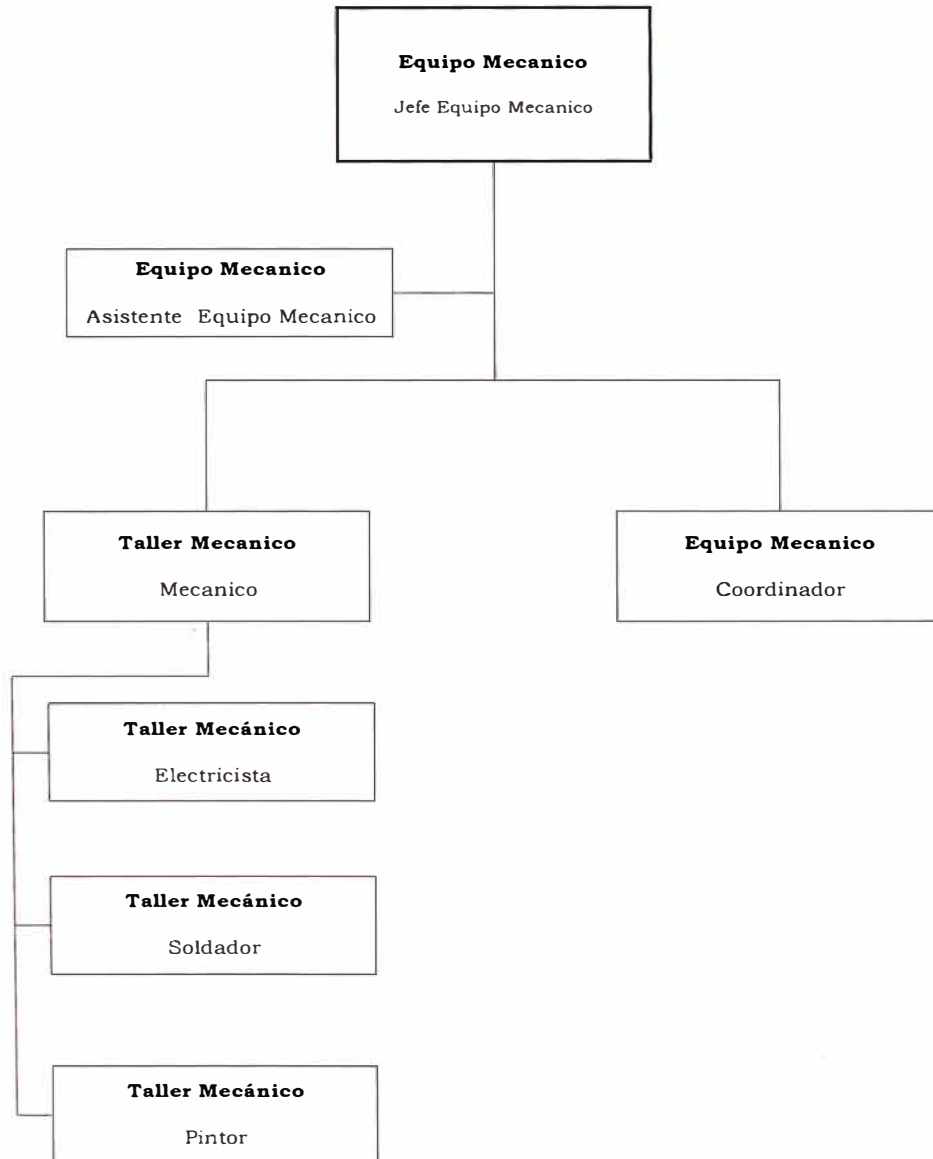 Equipo Mecanico
Jefe Equipo Mecanico
Equipo Mecanico
Asistente Equipo Mecanico
Taller Mecanico
Mecanico
Equipo Mecanico
Coordinador
Taller Mecánico
Electricista
Taller Mecánico
Soldador
Taller Mecánico
Pintor